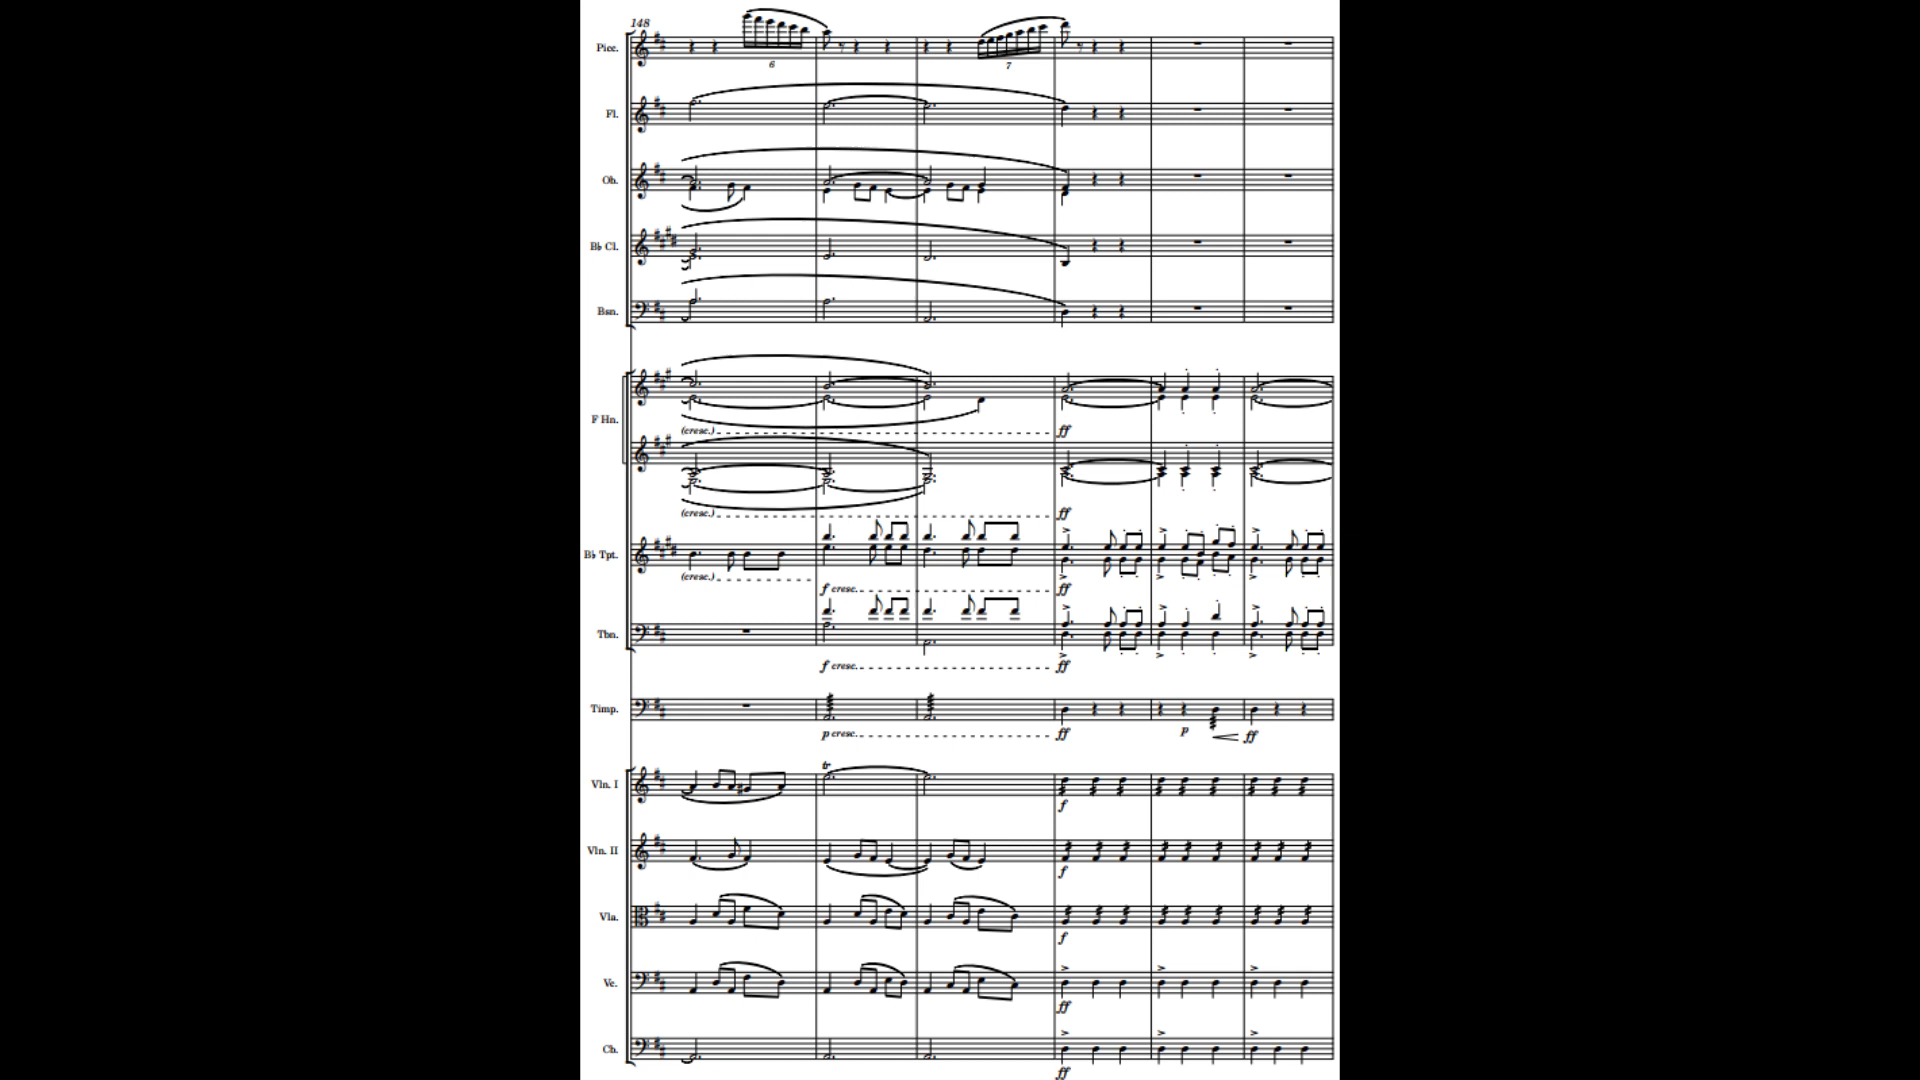 148
Picc.
6
7
Fl.
Ob.
B♭ Cl.
Bsn.
F Hn.
(cresc.) ff
(cresc.) ff
B♭ Tpt.
(cresc.)
f cresc. ff
Tbn.
f cresc. ff
Timp.
p cresc. ff p ff
tr
Vln. I
f
Vln. II
f
Vla.
f
Vc.
ff
Cb.
ff